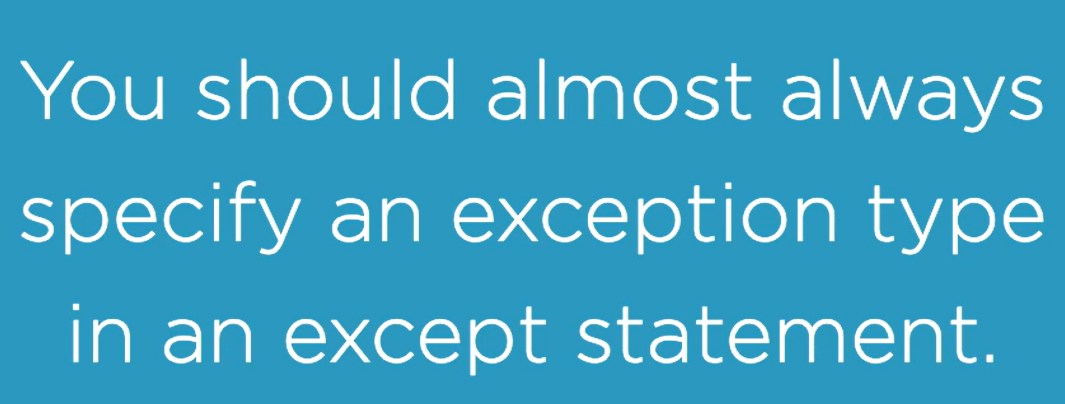 You should almost always
specify an exception type
in an except statement.